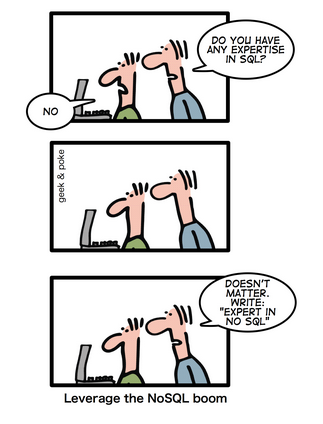 DO YOU HAVE
ANY EXPERTISE
IN SQL?
NO
geek & poke
DOESN'T
MATTER.
WRITE:
"EXPERT IN
NO SQL"
Leverage the NoSQL boom